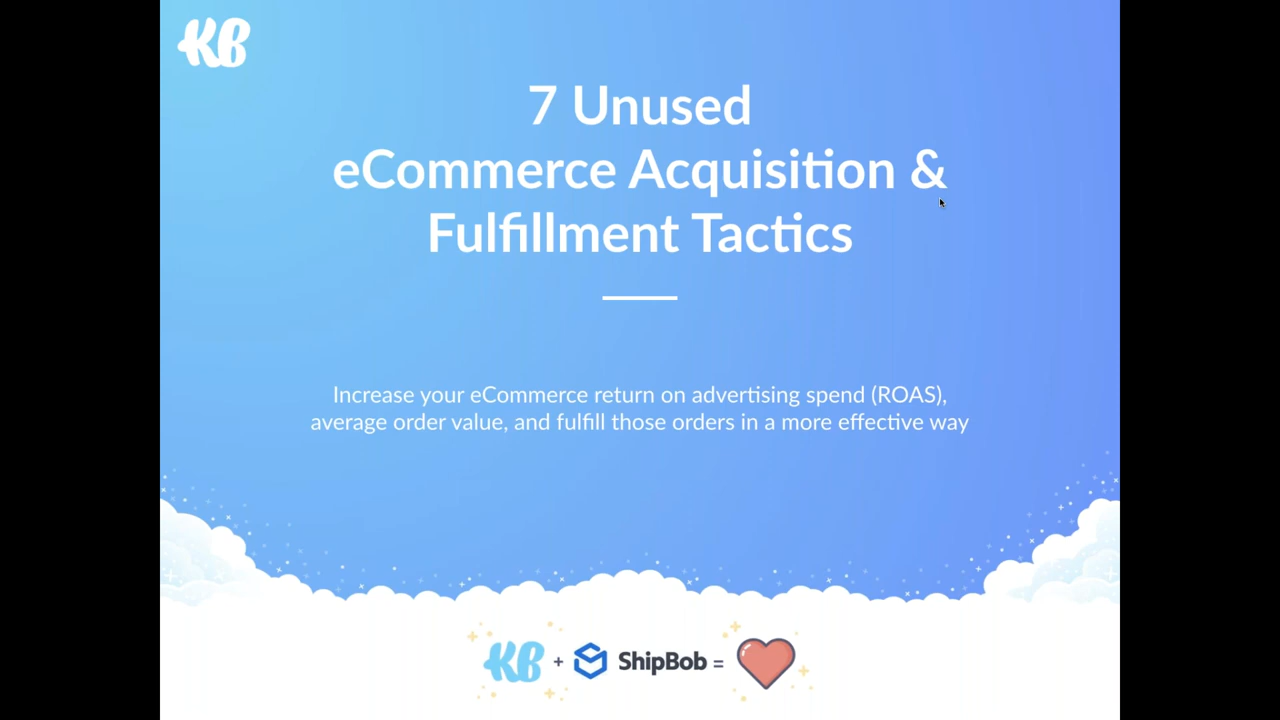 KB
7 Unused
eCommerce Acquisition &
Fulfillment Tactics
Increase your eCommerce return on advertising spend (ROAS),
average order value, and fulfill those orders in a more effective way
KB + ShipBob =